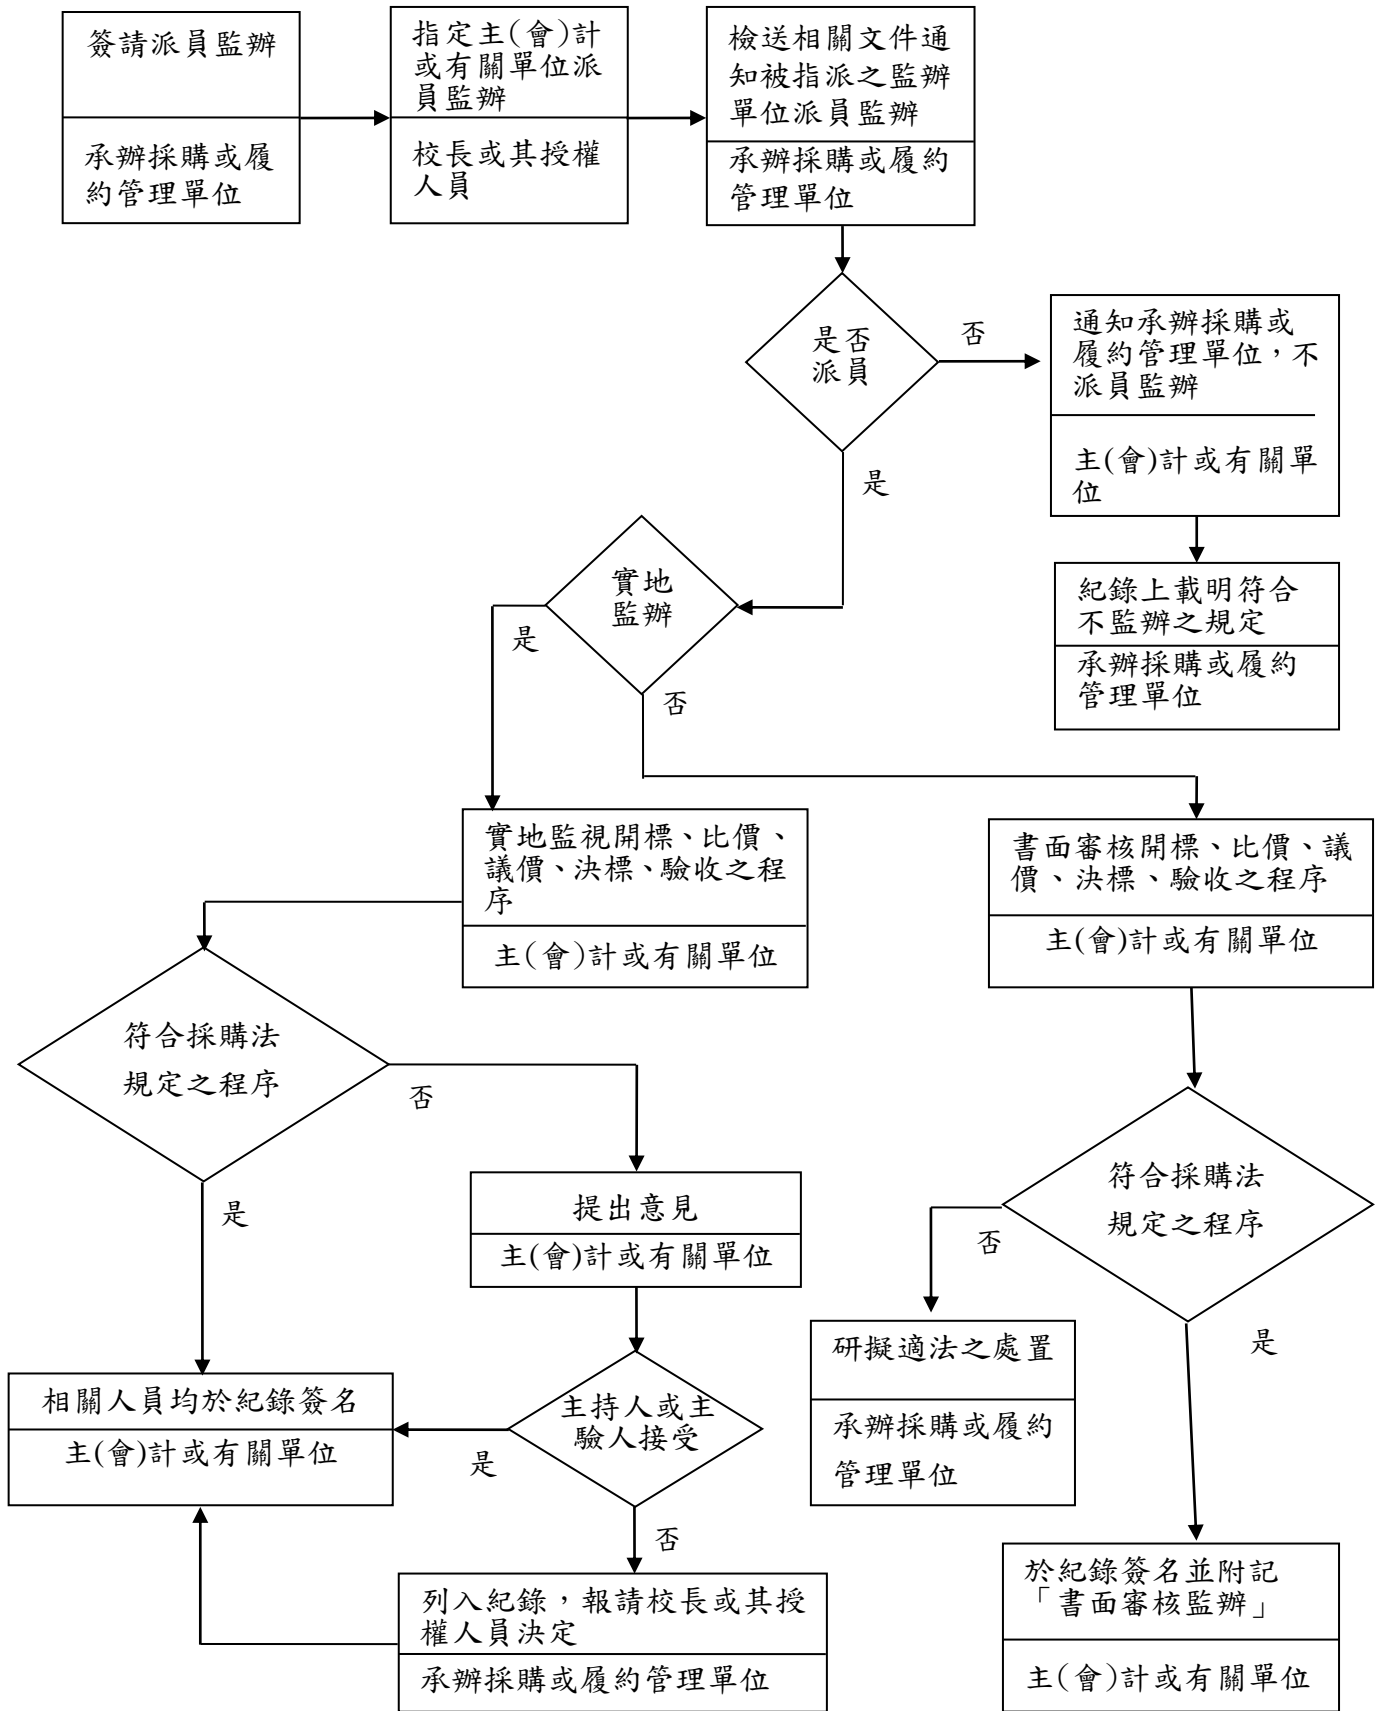 簽請派員監辦
承辦採購或履
約管理單位
指定主(會)計
或有關單位派
員監辦
校長或其授權
人員
檢送相關文件通
知被指派之監辦
單位派員監辦
承辦採購或履約
管理單位
是否
派員
否
通知承辦採購或
履約管理單位，不
派員監辦
主(會)計或有關單
位
是
紀錄上載明符合
不監辦之規定
承辦採購或履約
管理單位
實地
監辦
是
否
實地監視開標、比價、
議價、決標、驗收之程
序
主(會)計或有關單位
書面審核開標、比價、議
價、決標、驗收之程序
主(會)計或有關單位
符合採購法
規定之程序
否
是
提出意見
主(會)計或有關單位
符合採購法
規定之程序
否
是
研擬適法之處置
承辦採購或履約
管理單位
相關人員均於紀錄簽名
主(會)計或有關單位
主持人或主
驗人接受
是
否
列入紀錄，報請校長或其授
權人員決定
承辦採購或履約管理單位
於紀錄簽名並附記
「書面審核監辦」
主(會)計或有關單位